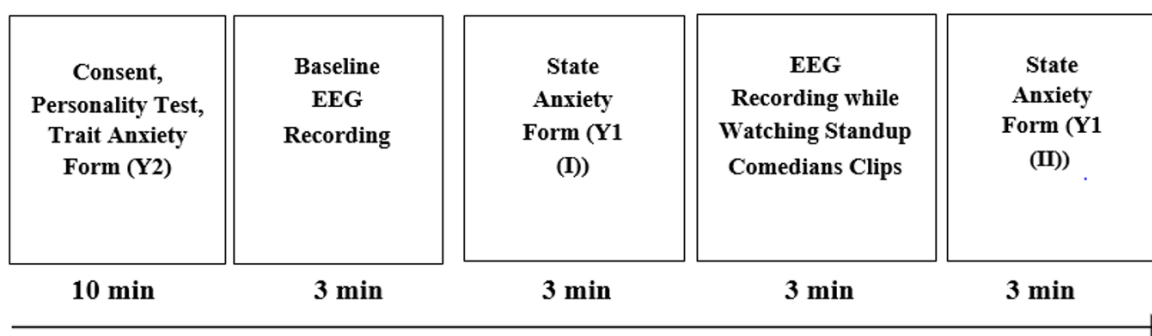 Consent,
Personality Test,
Trait Anxiety
Form (Y2)
Baseline
EEG
Recording
State
Anxiety
Form (Y1
(I))
EEG
Recording while
Watching Standup
Comedians Clips
State
Anxiety
Form (Y1
(II))
10 min
3 min
3 min
3 min
3 min